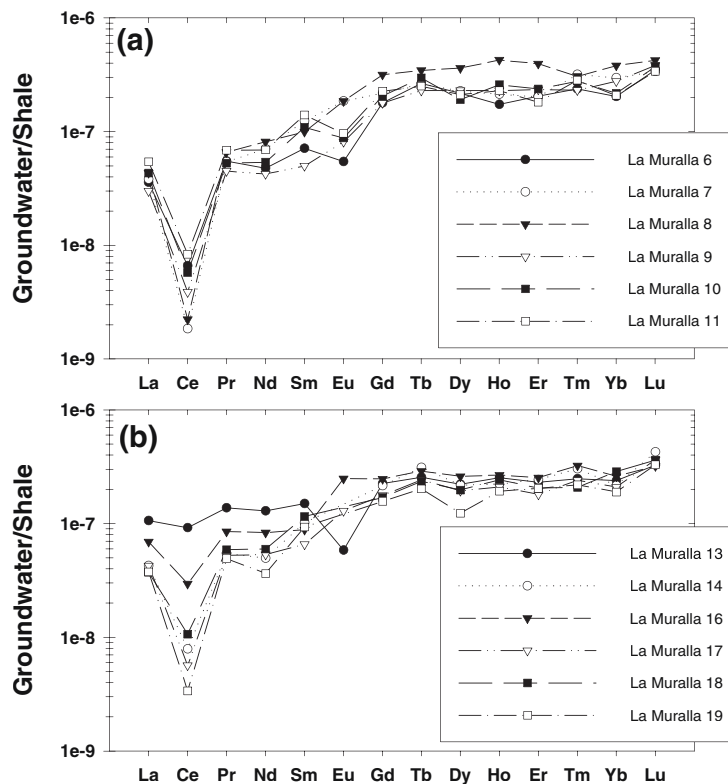 (a)
1e-6
1e-7
1e-8
1e-9
Groundwater/Shale
La Muralla 6
La Muralla 7
La Muralla 8
La Muralla 9
La Muralla 10
La Muralla 11
La Ce Pr Nd Sm Eu Gd Tb Dy Ho Er Tm Yb Lu
(b)
1e-6
1e-7
1e-8
1e-9
Groundwater/Shale
La Muralla 13
La Muralla 14
La Muralla 16
La Muralla 17
La Muralla 18
La Muralla 19
La Ce Pr Nd Sm Eu Gd Tb Dy Ho Er Tm Yb Lu